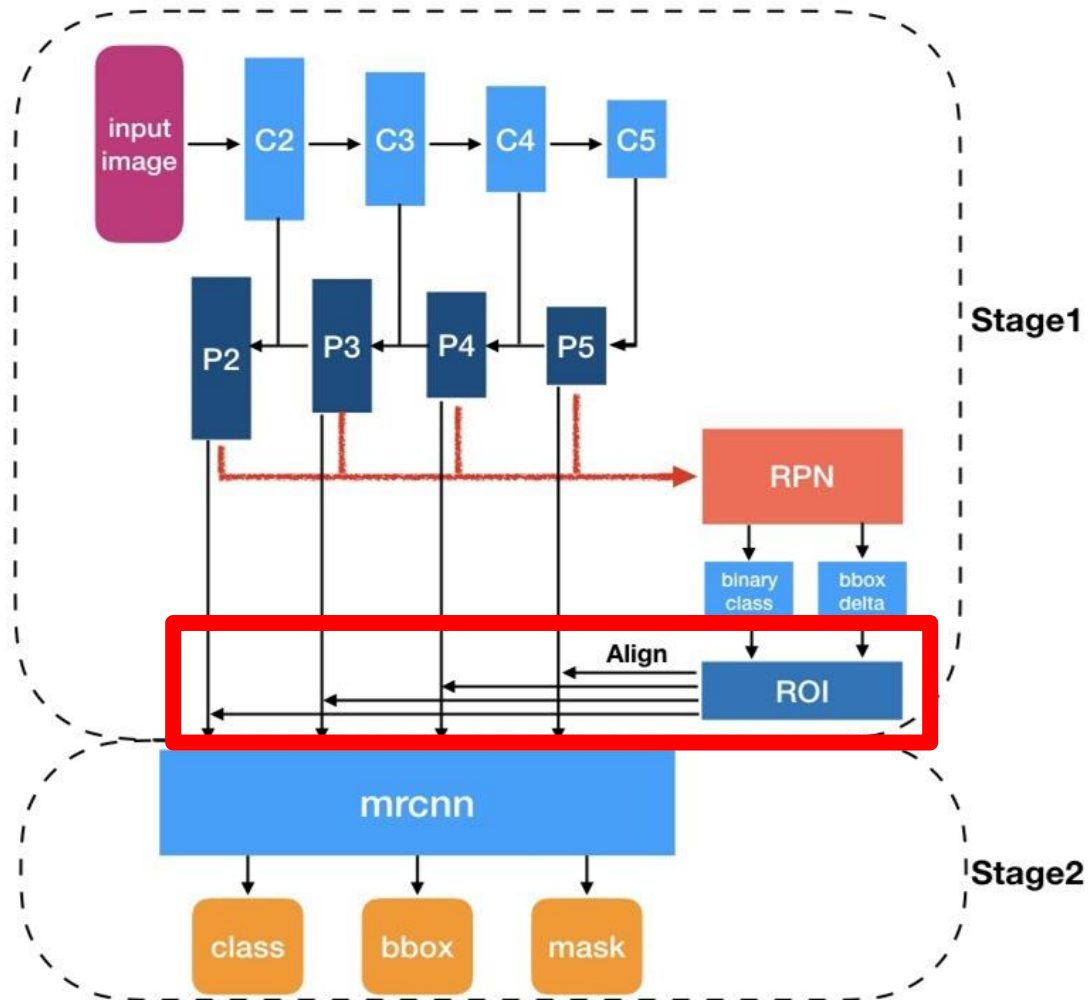 input
image
C2
C3
C4
C5
P2
P3
P4
P5
Stage1
RPN
binary
class
bbox
delta
Align
ROI
mrcnn
Stage2
class
bbox
mask